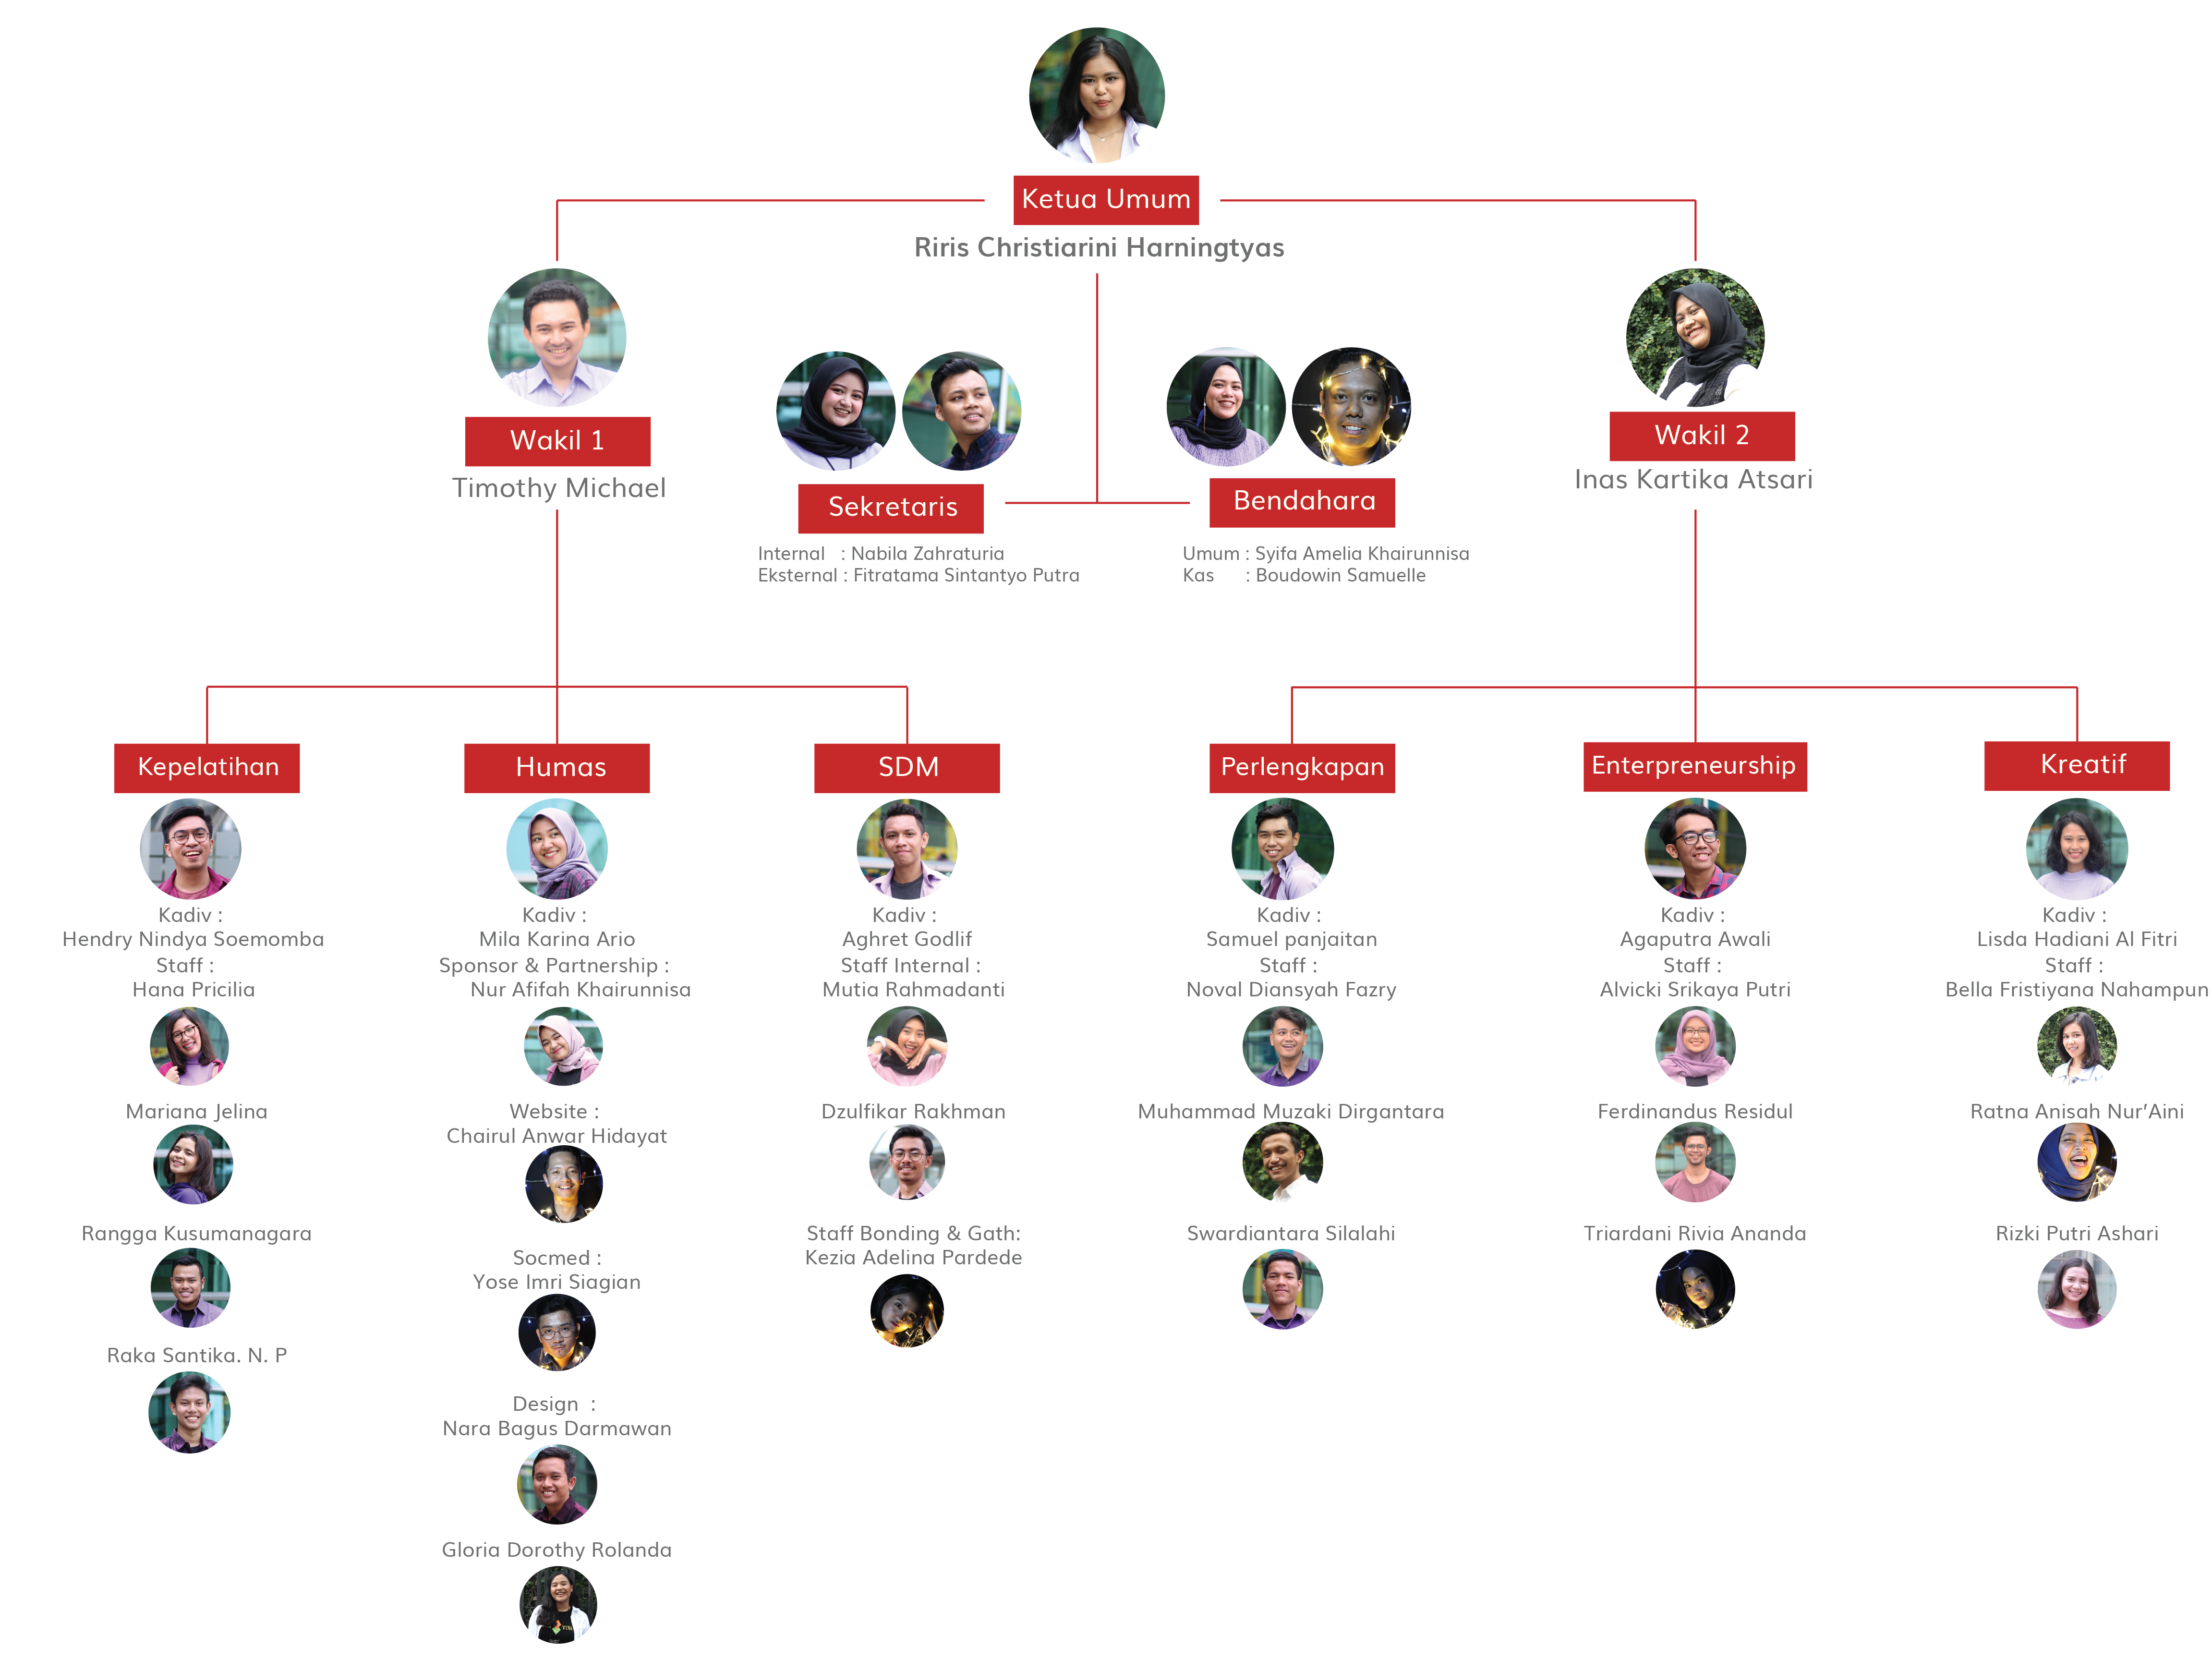 Ketua Umum
Riris Christiarini Harningtyas
Wakil 1
Timothy Michael
Sekretaris
Internal : Nabila Zahraturia
Eksternal : Fitratama Sintantyo Putra
Bendahara
Umum : Syifa Amelia Khairunnisa
Kas : Boudowin Samuelle
Wakil 2
Inas Kartika Atsari
Kepelatihan
Kadiv :
Hendry Nindya Soemomba
Staff :
Hana Pricilia
Mariana Jelina
Rangga Kusumanagara
Raka Santika. N. P
Humas
Kadiv :
Mila Karina Ario
Sponsor & Partnership :
Nur Afifah Khairunnisa
Website :
Chairul Anwar Hidayat
Socmed :
Yose Imri Siagian
Design :
Nara Bagus Darmawan
Gloria Dorothy Rolanda
SDM
Kadiv :
Aghret Godlif
Staff Internal :
Mutia Rahmadanti
Dzulfikar Rakhman
Staff Bonding & Gath:
Kezia Adelina Pardede
Perlengkapan
Kadiv :
Samuel panjaitan
Staff :
Noval Diansyah Fazry
Muhammad Muzaki Dirgantara
Swardiantara Silalahi
Enterpreneurship
Kadiv :
Agaputra Awali
Staff :
Alvicki Srikaya Putri
Ferdinandus Residul
Triardani Rivia Ananda
Kreatif
Kadiv :
Lisda Hadiani Al Fitri
Staff :
Bella Fristiyana Nahampun
Ratna Anisah Nur’Aini
Rizki Putri Ashari